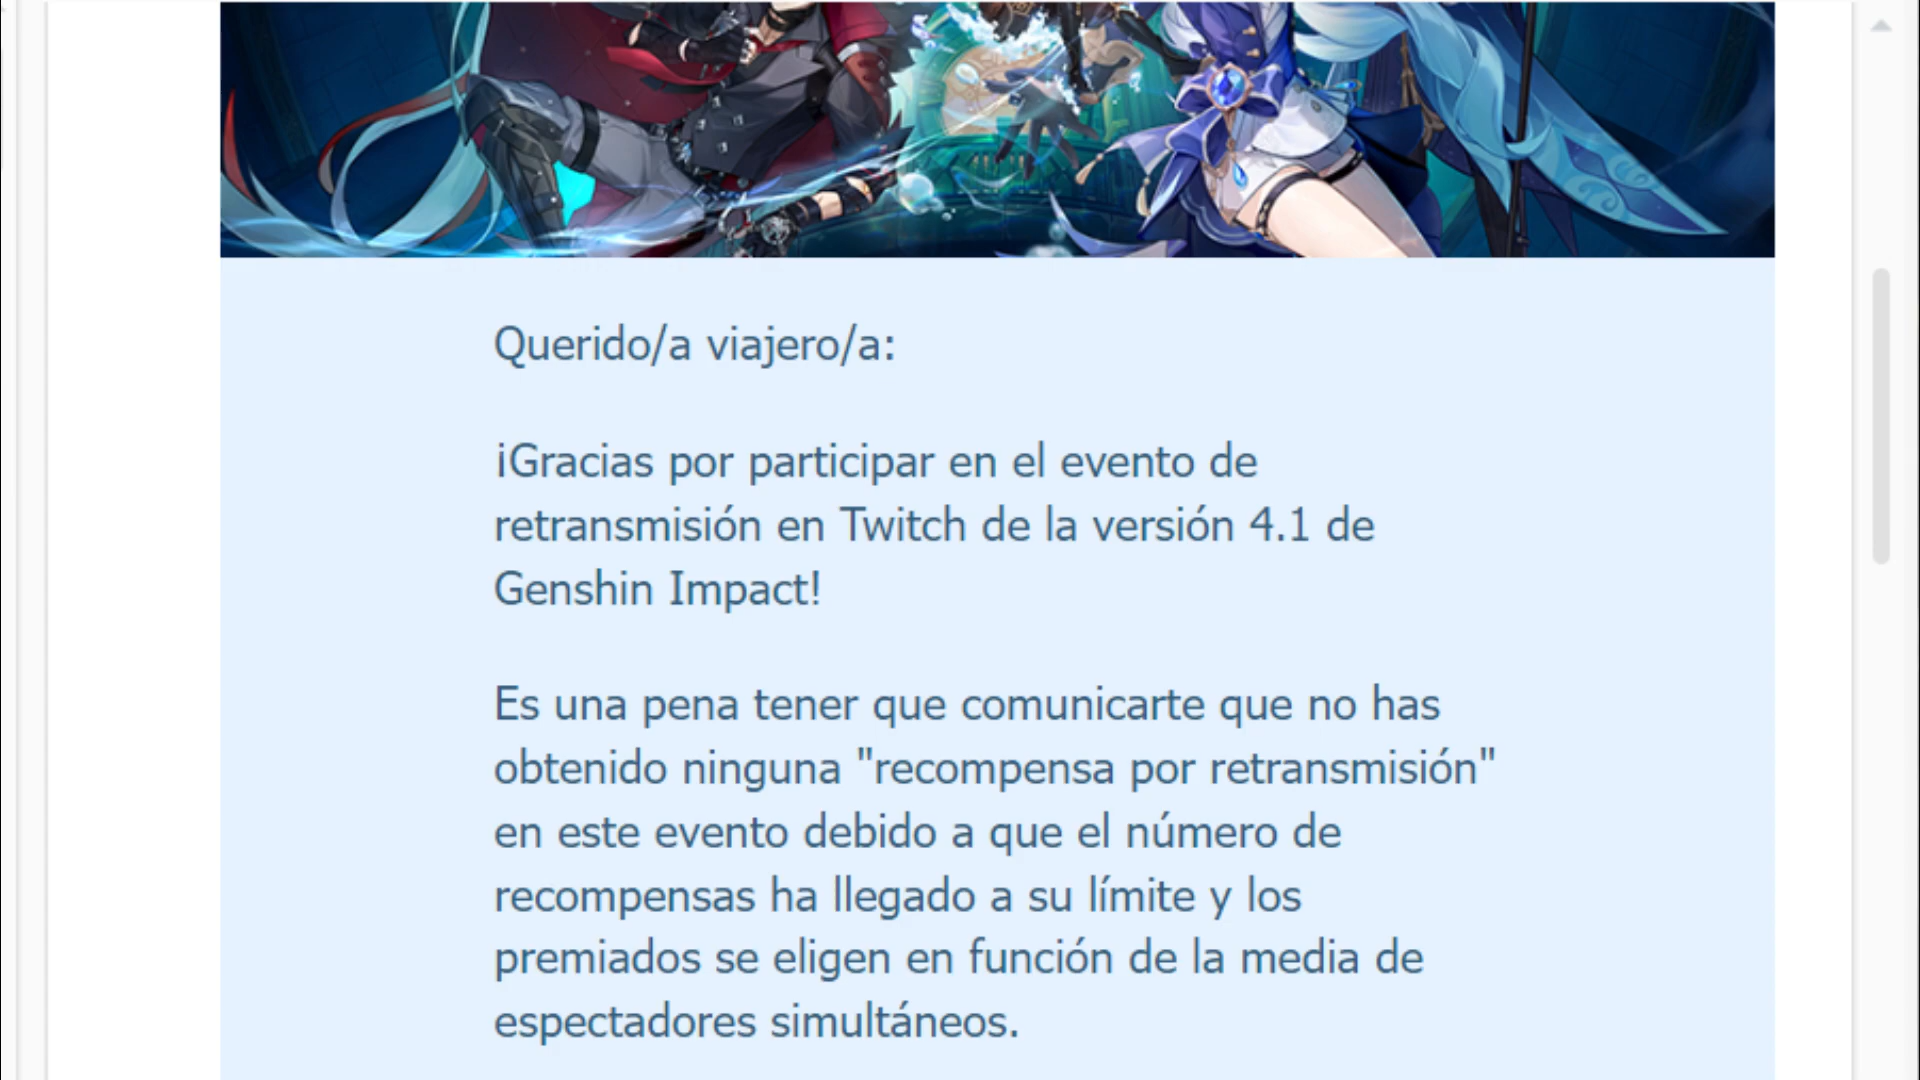 Querido/a viajero/a:
¡Gracias por participar en el evento de
retransmisión en Twitch de la versión 4.1 de
Genshin Impact!
Es una pena tener que comunicarte que no has
obtenido ninguna "recompensa por retransmisión"
en este evento debido a que el número de
recompensas ha llegado a su límite y los
premiados se eligen en función de la media de
espectadores simultáneos.